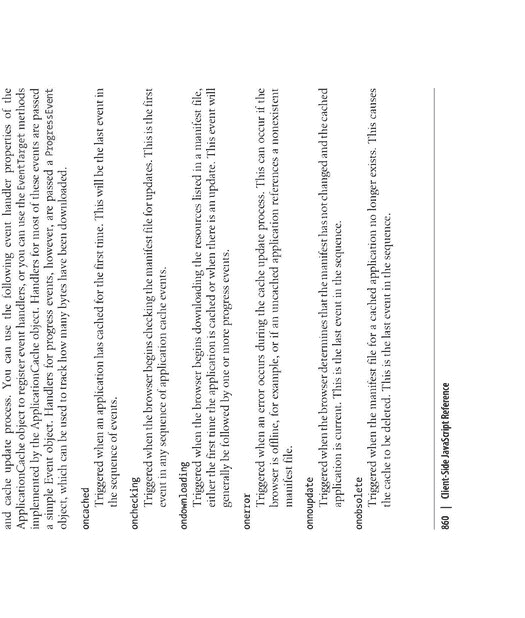 and cache update process. You can use the following event handler properties of the
ApplicationCache object to register event handlers, or you can use the EventTarget methods
implemented by the ApplicationCache object. Handlers for most of these events are passed
a simple Event object. Handlers for progress events, however, are passed a ProgressEvent
object, which can be used to track how many bytes have been downloaded.
oncached
Triggered when an application has cached for the first time. This will be the last event in
the sequence of events.
onchecking
Triggered when the browser begins checking the manifest file for updates. This is the first
event in any sequence of application cache events.
ondownloading
Triggered when the browser begins downloading the resources listed in a manifest file,
either the first time the application is cached or when there is an update. This event will
generally be followed by one or more progress events.
onerror
Triggered when an error occurs during the cache update process. This can occur if the
browser is offline, for example, or if an uncached application references a nonexistent
manifest file.
onnoupdate
Triggered when the browser determines that the manifest has not changed and the cached
application is current. This is the last event in the sequence.
onobsolete
Triggered when the manifest file for a cached application no longer exists. This causes
the cache to be deleted. This is the last event in the sequence.
860 | Client-Side JavaScript Reference